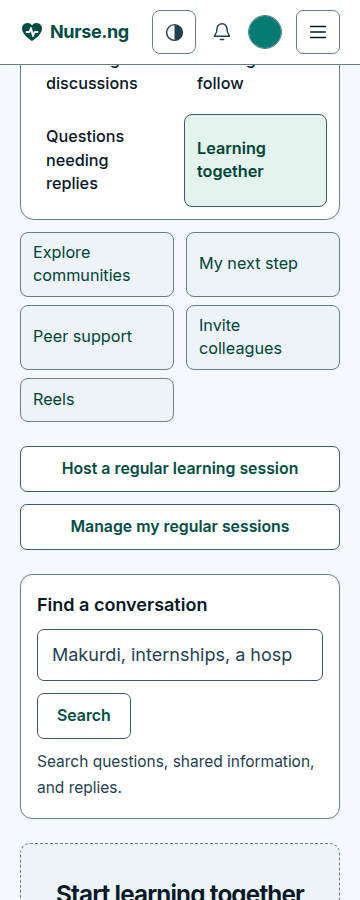 Nurse.ng
discussions
follow
Questions
needing
replies
Learning
together
Explore
communities
My next step
Peer support
Invite
colleagues
Reels
Host a regular learning session
Manage my regular sessions
Find a conversation
Makurdi, internships, a hosp
Search
Search questions, shared information,
and replies.
Start learning together